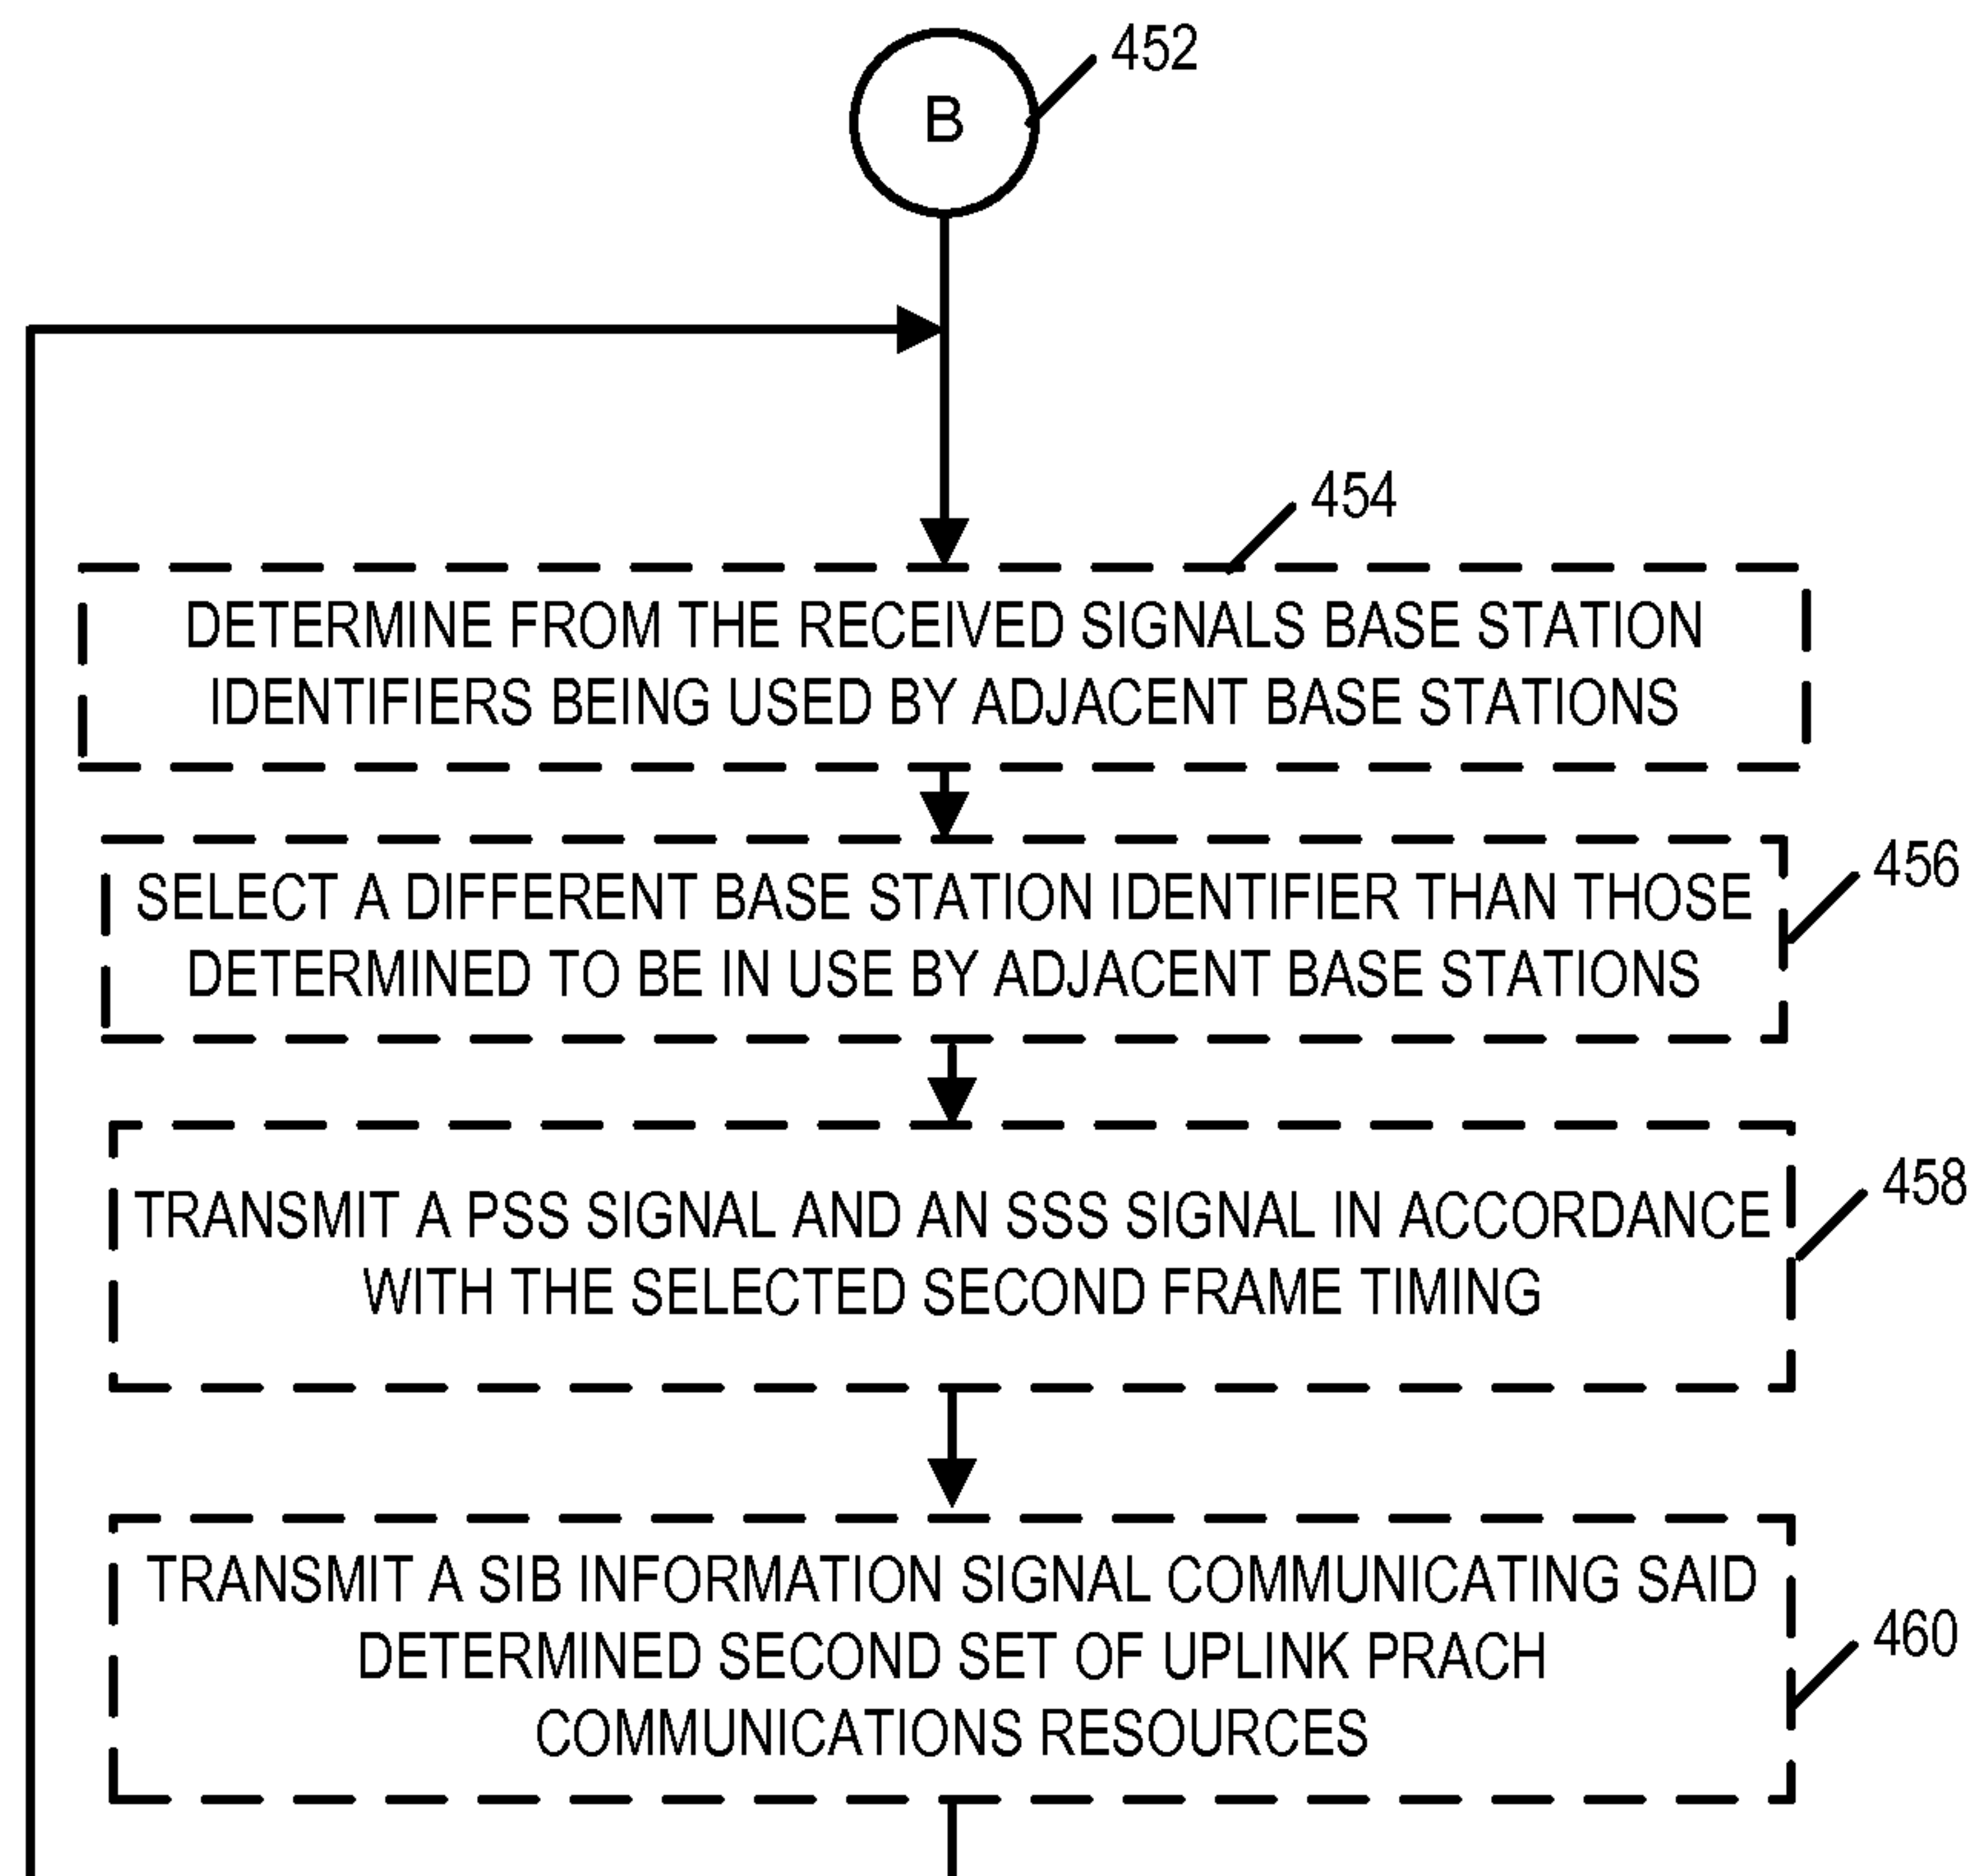 452
B
454
DETERMINE FROM THE RECEIVED SIGNALS BASE STATION
IDENTIFIERS BEING USED BY ADJACENT BASE STATIONS
456
SELECT A DIFFERENT BASE STATION IDENTIFIER THAN THOSE
DETERMINED TO BE IN USE BY ADJACENT BASE STATIONS
458
TRANSMIT A PSS SIGNAL AND AN SSS SIGNAL IN ACCORDANCE
WITH THE SELECTED SECOND FRAME TIMING
TRANSMIT A SIB INFORMATION SIGNAL COMMUNICATING SAID
460
DETERMINED SECOND SET OF UPLINK PRACH
COMMUNICATIONS RESOURCES